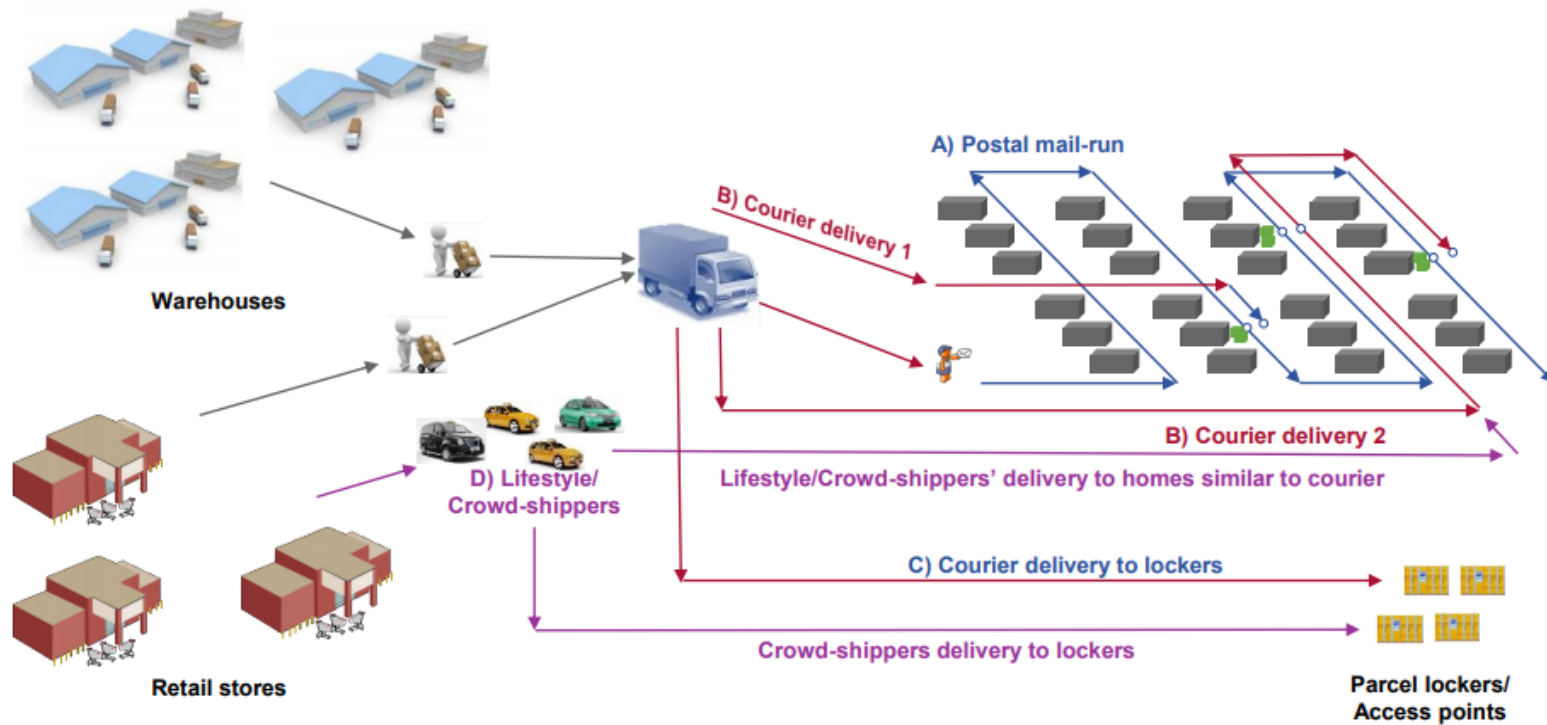 A) Postal mail-run
B) Courier delivery 1
Warehouses
B) Courier delivery 2
D) Lifestyle/
Crowd-shippers
Lifestyle/Crowd-shippers’ delivery to homes similar to courier
C) Courier delivery to lockers
Crowd-shippers delivery to lockers
Retail stores
Parcel lockers/
Access points